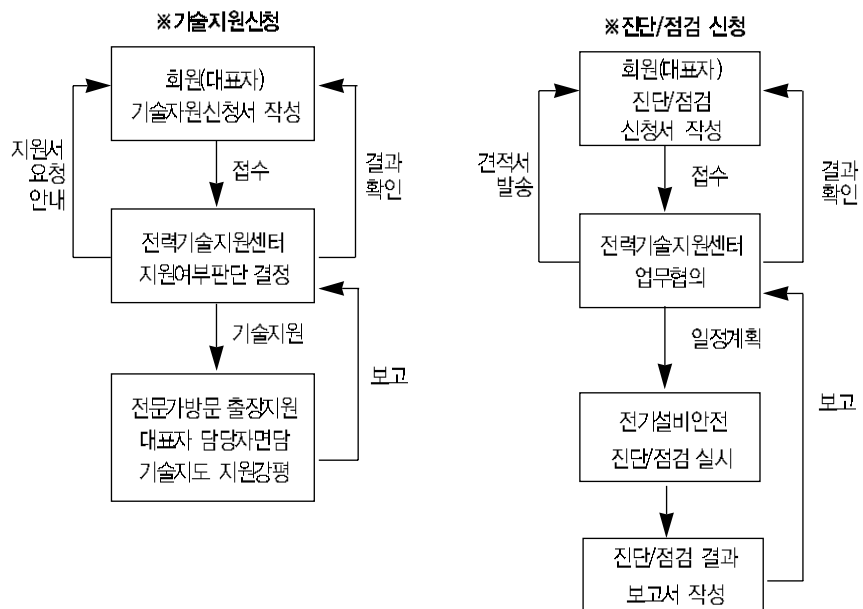 ※기술지원신청
회원(대표자)
기술자원신청서 작성
지원서
요청
안내
접수
결과
확인
전력기술지원센터
지원여부판단 결정
기술지원
보고
전문가방문 출장지원
대표자 담당자면담
기술지도 지원강평
※진단/점검 신청
회원(대표자)
진단/점검
신청서 작성
견적서
발송
접수
결과
확인
전력기술지원센터
업무협의
일정계획
보고
전기설비안전
진단/점검 실시
진단/점검 결과
보고서 작성